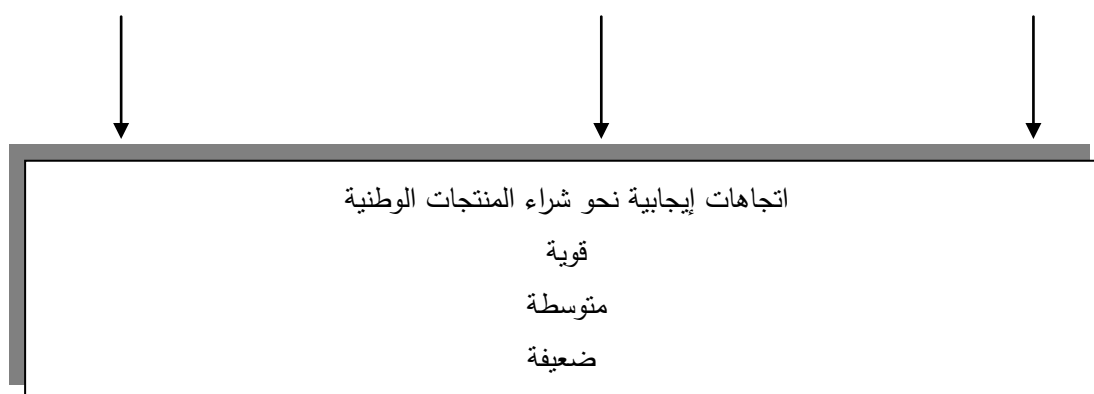 اتجاهات إيجابية نحو شراء المنتجات الوطنية
قوية
متوسطة
ضعيفة